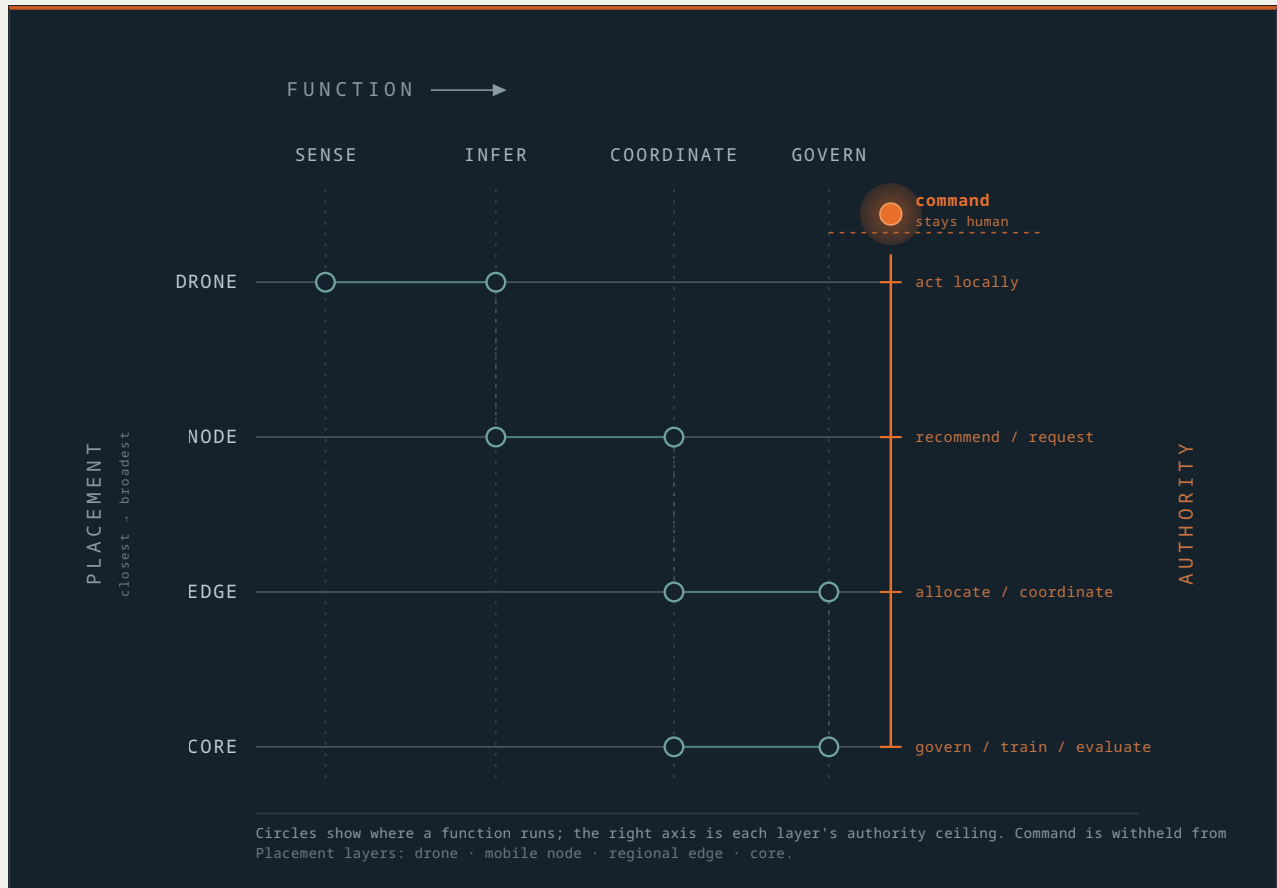 FUNCTION
SENSE
INFER
COORDINATE
GOVERN
command
stays human
DRONE
act locally
NODE
recommend / request
PLACEMENT
closest → broadest
AUTHORITY
EDGE
allocate / coordinate
CORE
govern / train / evaluate
Circles show where a function runs; the right axis is each layer's authority ceiling. Command is withheld from
Placement layers: drone · mobile node · regional edge · core.